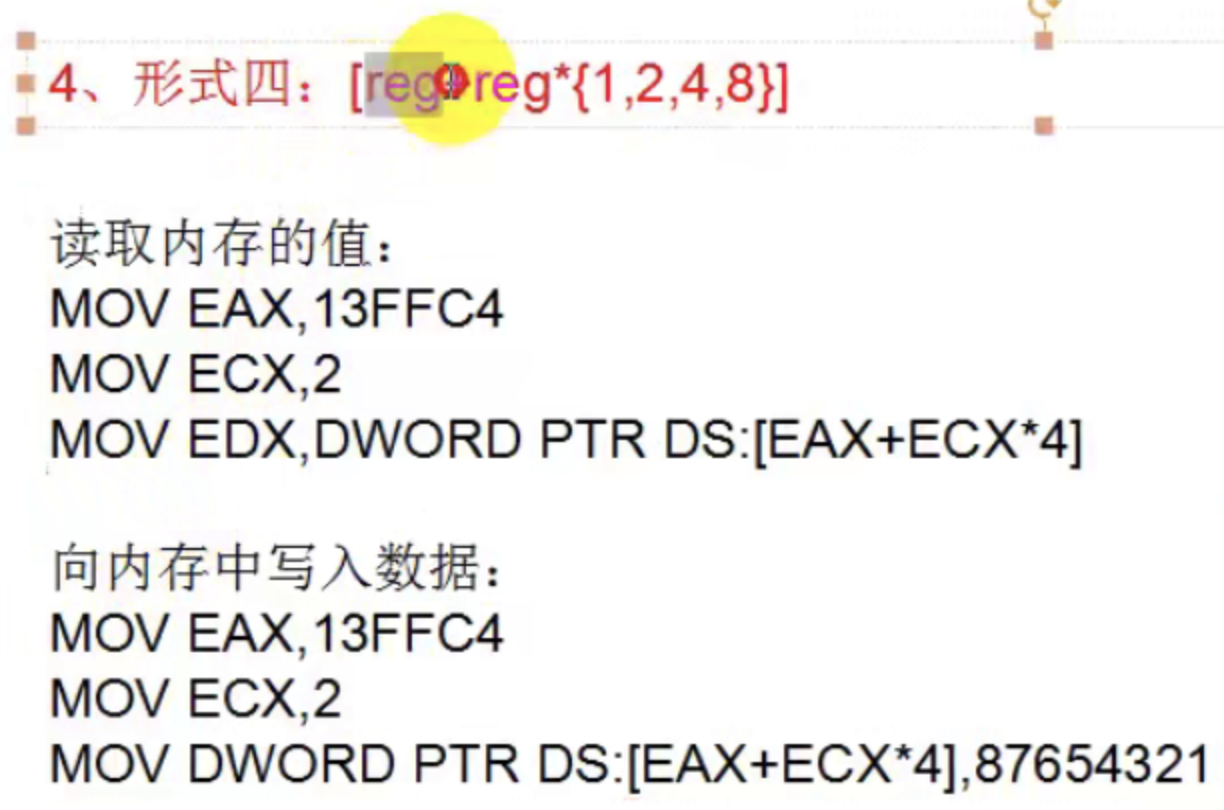 4、形式四：[reg+reg*{1,2,4,8}]
读取内存的值：
MOV EAX,13FFC4
MOV ECX,2
MOV EDX,DWORD PTR DS:[EAX+ECX*4]
向内存中写入数据：
MOV EAX,13FFC4
MOV ECX,2
MOV DWORD PTR DS:[EAX+ECX*4],87654321